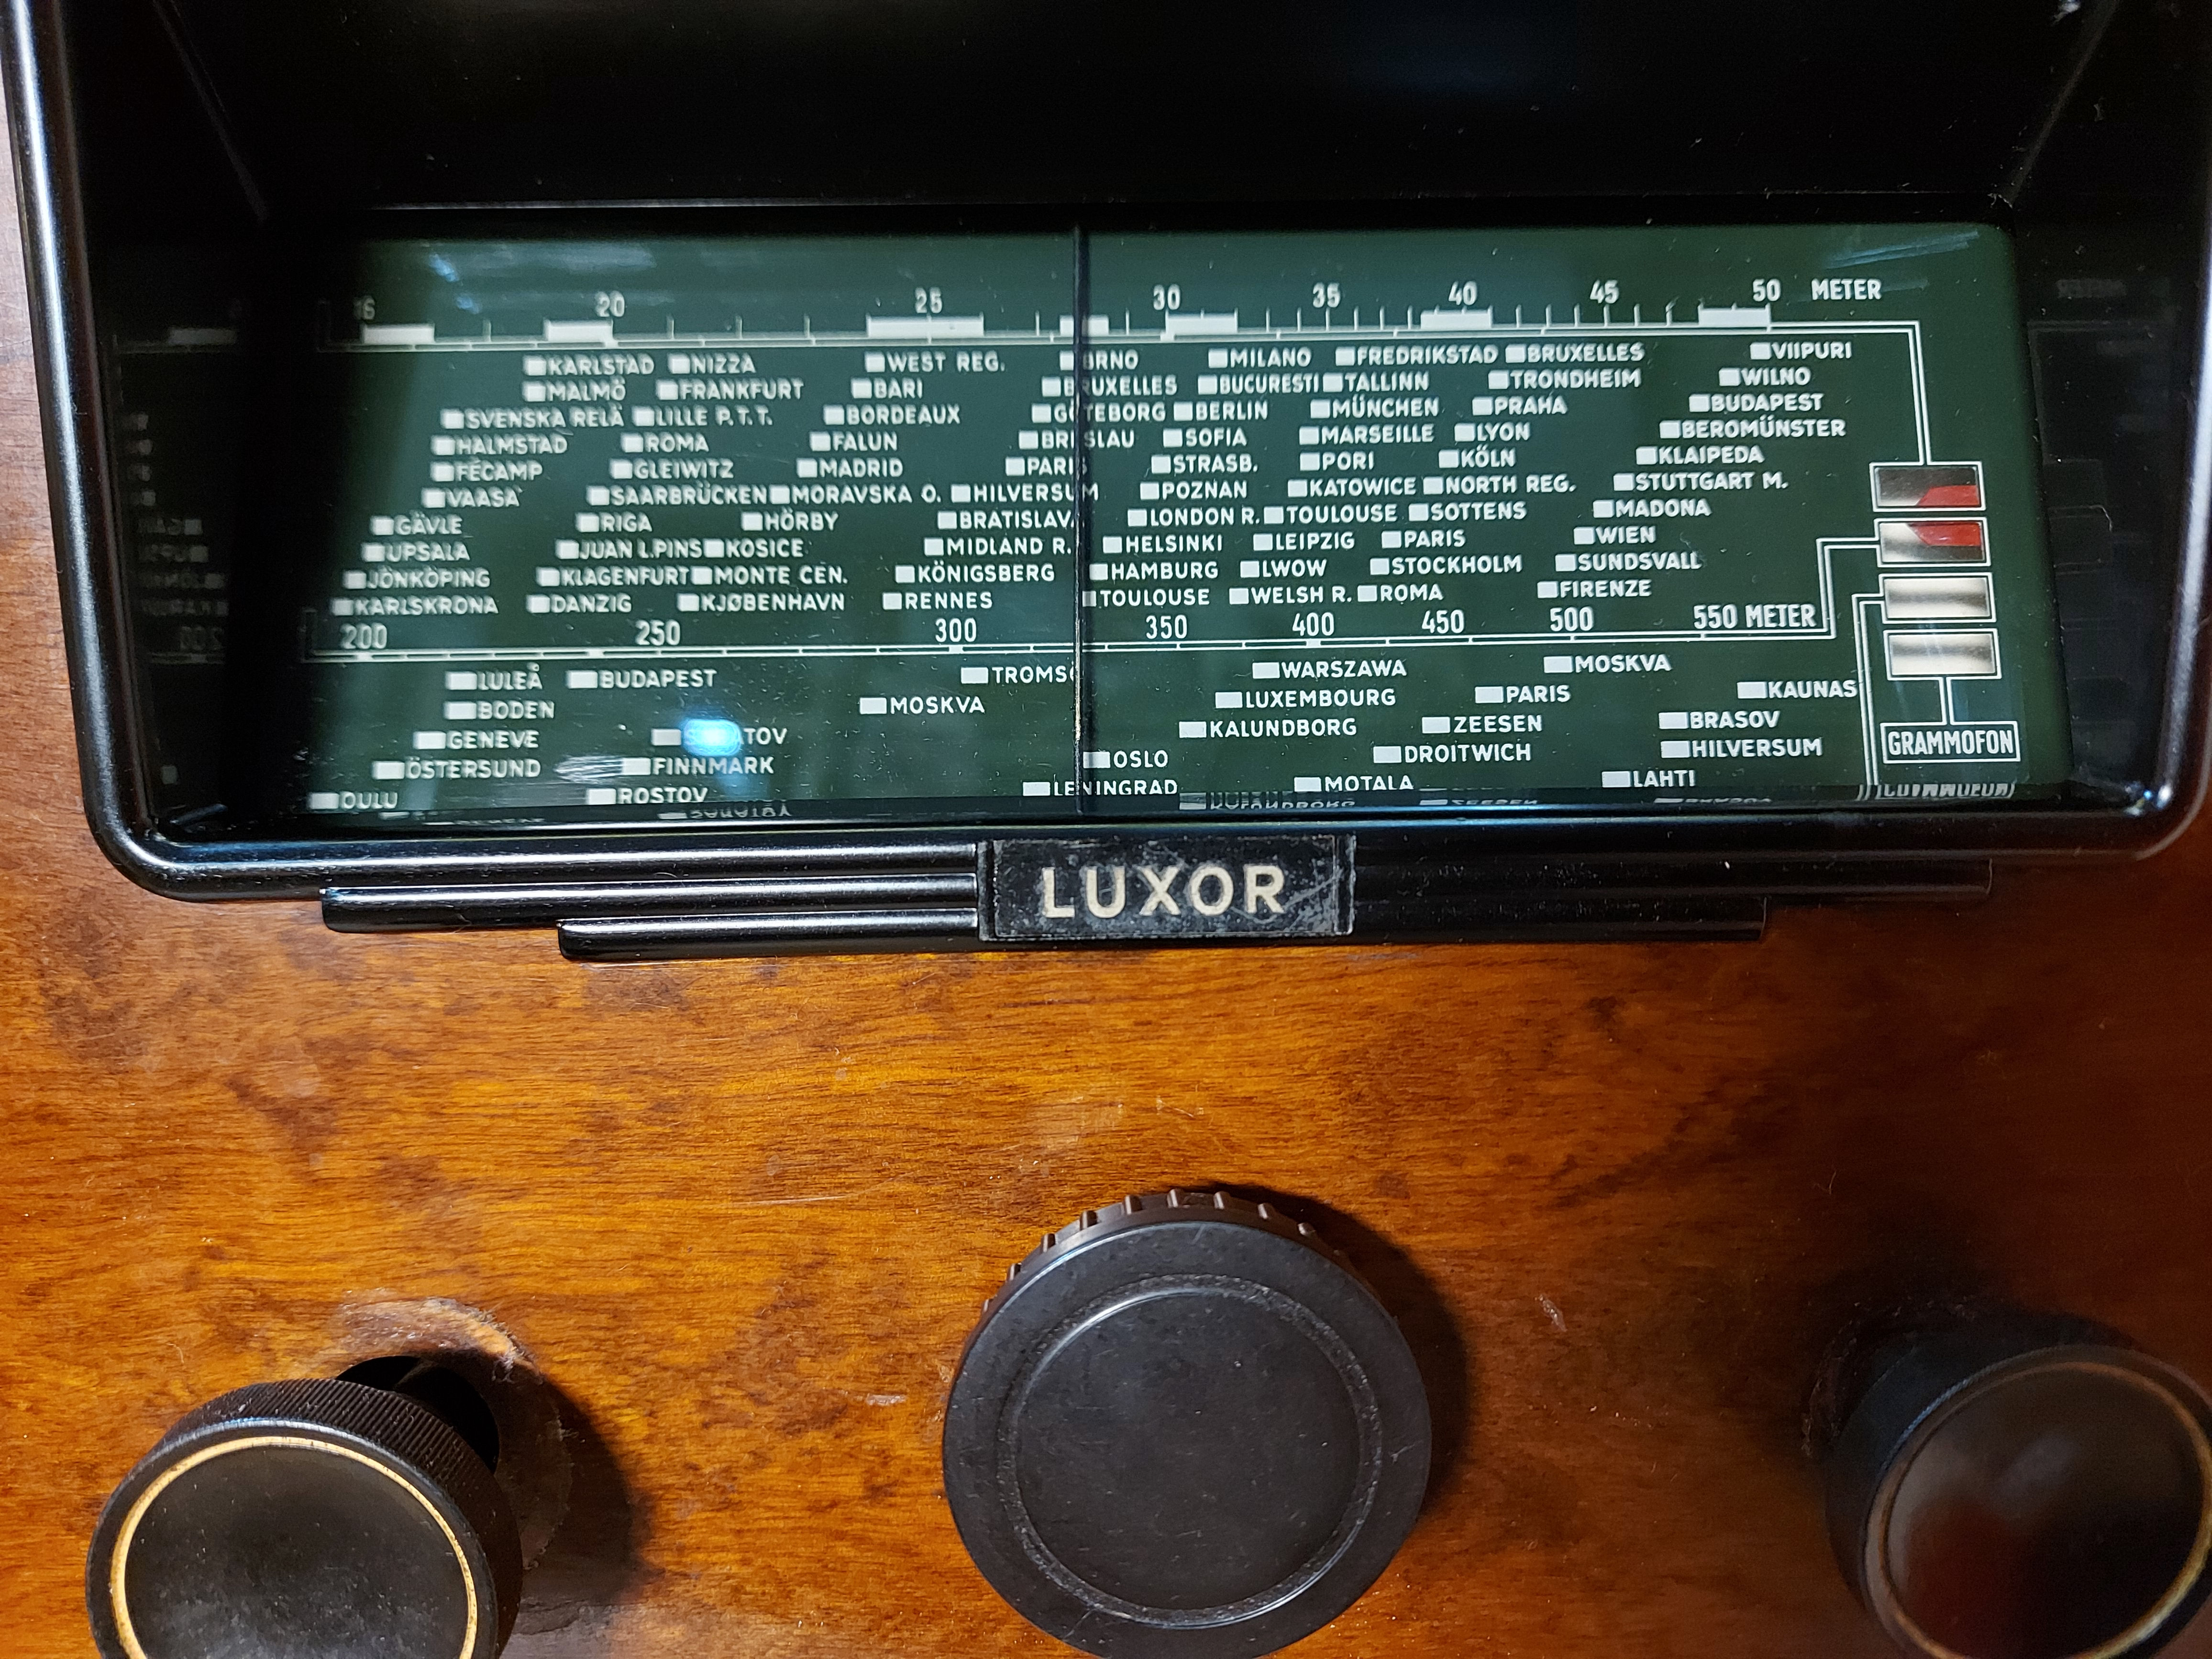 16 20 25 30 35 40 45 50 METER
KARLSTAD NIZZA WEST REG. MILANO FREDRIKSTAD BRUXELLES VIIPURI
MALMÖ FRANKFURT BARI BRUXELLES BUCURESTI TALLINN TRONDHEIM WILNO
SVENSKA RELÄ LILLE P.T.T. BORDEAUX GÖTEBORG BERLIN MÜNCHEN PRAHA BUDAPEST
HALMSTAD ROMA FALUN BRESLAU SOFIA MARSEILLE LYON BEROMÜNSTER
FÉCAMP GLEIWITZ MADRID PARIS STRASB. PORI KÖLN KLAIPEDA
VAASA SAARBRÜCKEN MORAVSKA O. HILVERSUM POZNAN KATOWICE NORTH REG. STUTTGART M.
GÄVLE RIGA HÖRBY BRATISLAVA LONDON R. TOULOUSE SOTTENS MADONA
UPSALA JUAN L.PINS KOSICE MIDLAND R. HELSINKI LEIPZIG PARIS WIEN
JÖNKÖPING KLAGENFURT MONTE CEN. KÖNIGSBERG HAMBURG LWOW STOCKHOLM SUNDSVALL
KARLSKRONA DANZIG KJØBENHAVN RENNES TOULOUSE WELSH R. ROMA FIRENZE
200 250 300 350 400 450 500 550 METER
LULEÅ BUDAPEST TROMSÖ WARSZAWA MOSKVA
BODEN MOSKVA LUXEMBOURG PARIS KAUNAS
GENEVE KALUNDBORG ZEESEN BRASOV
ÖSTERSUND FINNMARK OSLO DROITWICH HILVERSUM
OULU ROSTOV LENINGRAD MOTALA LAHTI
GRAMMOFON
LUXOR